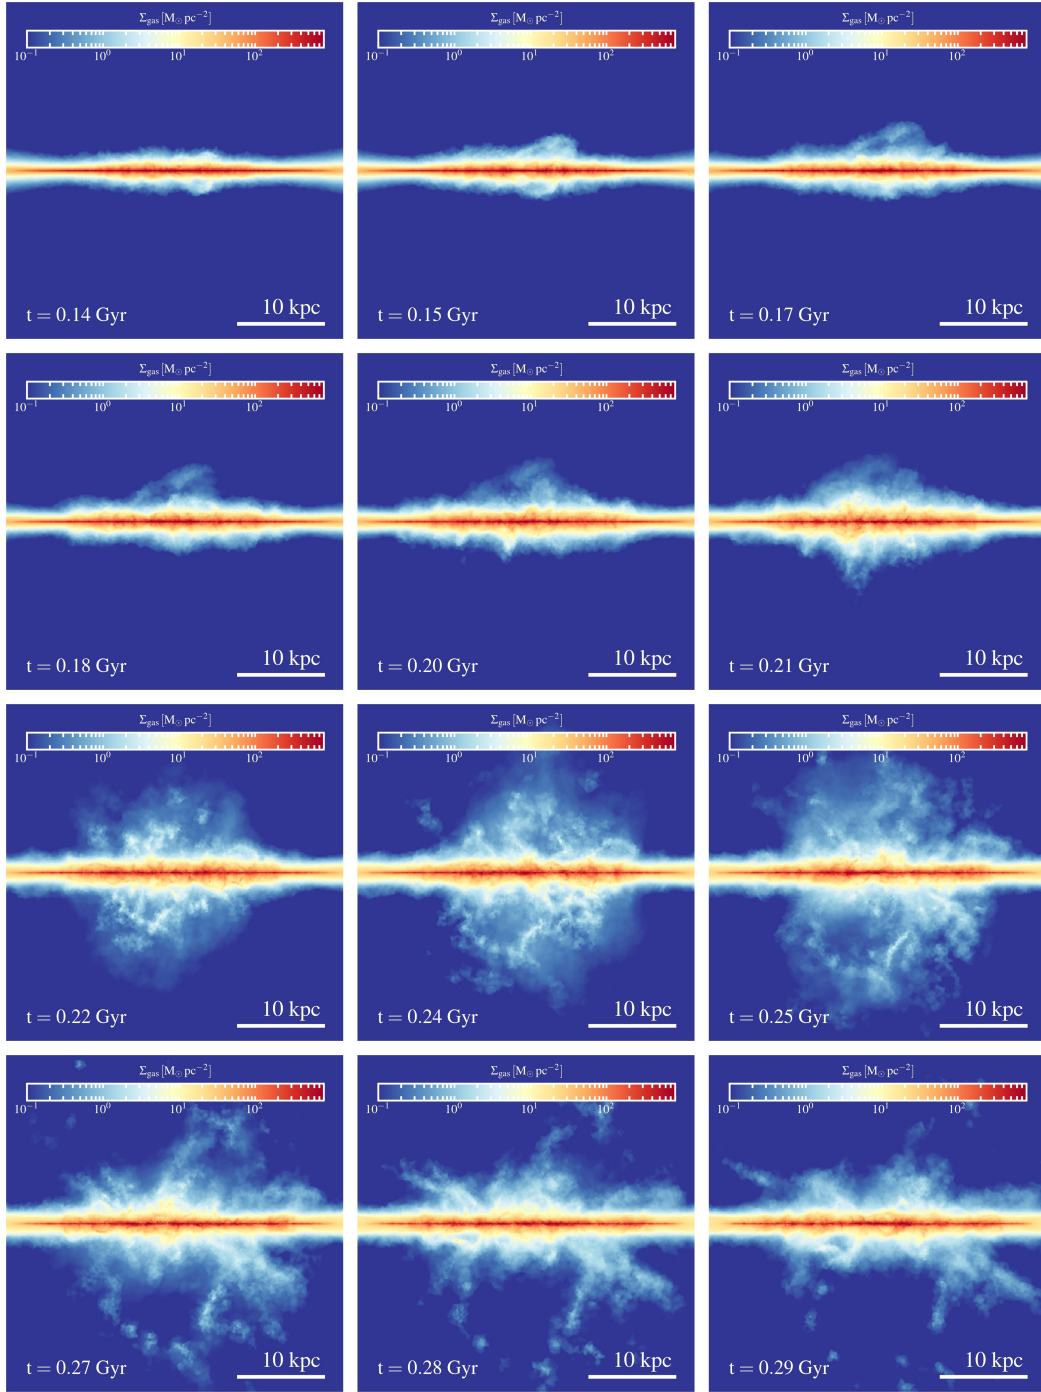 Σgas [M⊙ pc⁻²]
10⁻¹ 10⁰ 10¹ 10²
t = 0.14 Gyr
10 kpc
Σgas [M⊙ pc⁻²]
10⁻¹ 10⁰ 10¹ 10²
t = 0.15 Gyr
10 kpc
Σgas [M⊙ pc⁻²]
10⁻¹ 10⁰ 10¹ 10²
t = 0.17 Gyr
10 kpc
Σgas [M⊙ pc⁻²]
10⁻¹ 10⁰ 10¹ 10²
t = 0.18 Gyr
10 kpc
Σgas [M⊙ pc⁻²]
10⁻¹ 10⁰ 10¹ 10²
t = 0.20 Gyr
10 kpc
Σgas [M⊙ pc⁻²]
10⁻¹ 10⁰ 10¹ 10²
t = 0.21 Gyr
10 kpc
Σgas [M⊙ pc⁻²]
10⁻¹ 10⁰ 10¹ 10²
t = 0.22 Gyr
10 kpc
Σgas [M⊙ pc⁻²]
10⁻¹ 10⁰ 10¹ 10²
t = 0.24 Gyr
10 kpc
Σgas [M⊙ pc⁻²]
10⁻¹ 10⁰ 10¹ 10²
t = 0.25 Gyr
10 kpc
Σgas [M⊙ pc⁻²]
10⁻¹ 10⁰ 10¹ 10²
t = 0.27 Gyr
10 kpc
Σgas [M⊙ pc⁻²]
10⁻¹ 10⁰ 10¹ 10²
t = 0.28 Gyr
10 kpc
Σgas [M⊙ pc⁻²]
10⁻¹ 10⁰ 10¹ 10²
t = 0.29 Gyr
10 kpc